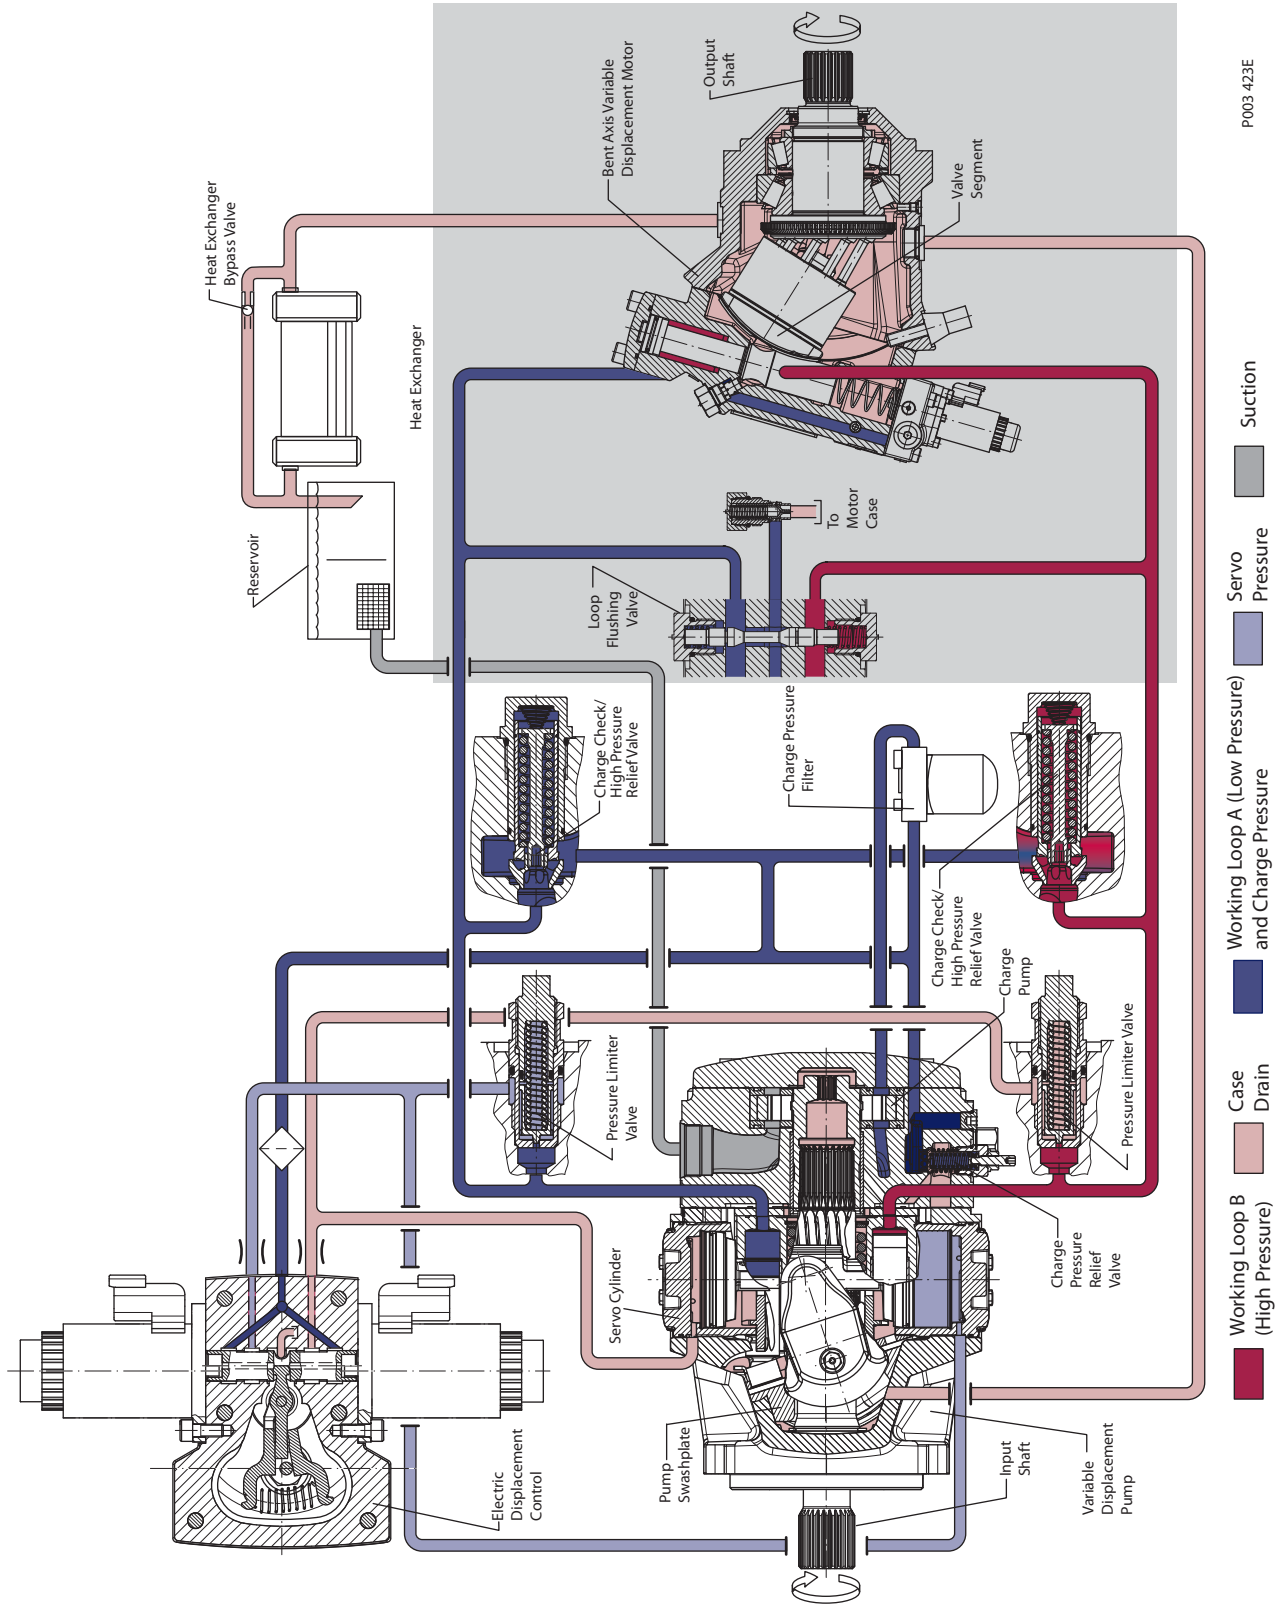 Electric
Displacement
Control
Reservoir
Heat Exchanger
Bypass Valve
Heat Exchanger
Servo Cylinder
Pressure Limiter
Valve
Charge Check/
High Pressure
Relief Valve
Loop
Flushing
Valve
Bent Axis Variable
Displacement Motor
Pump
Swashplate
Charge Pressure
Filter
To
Motor
Case
Output
Shaft
Input
Shaft
Charge
Pump
Charge Check/
High Pressure
Relief Valve
Valve
Segment
Variable
Displacement
Pump
Charge
Pressure
Relief
Valve
Pressure Limiter Valve
Working Loop B
(High Pressure)
Case
Drain
Working Loop A (Low Pressure)
and Charge Pressure
Servo
Pressure
Suction
P003 423E